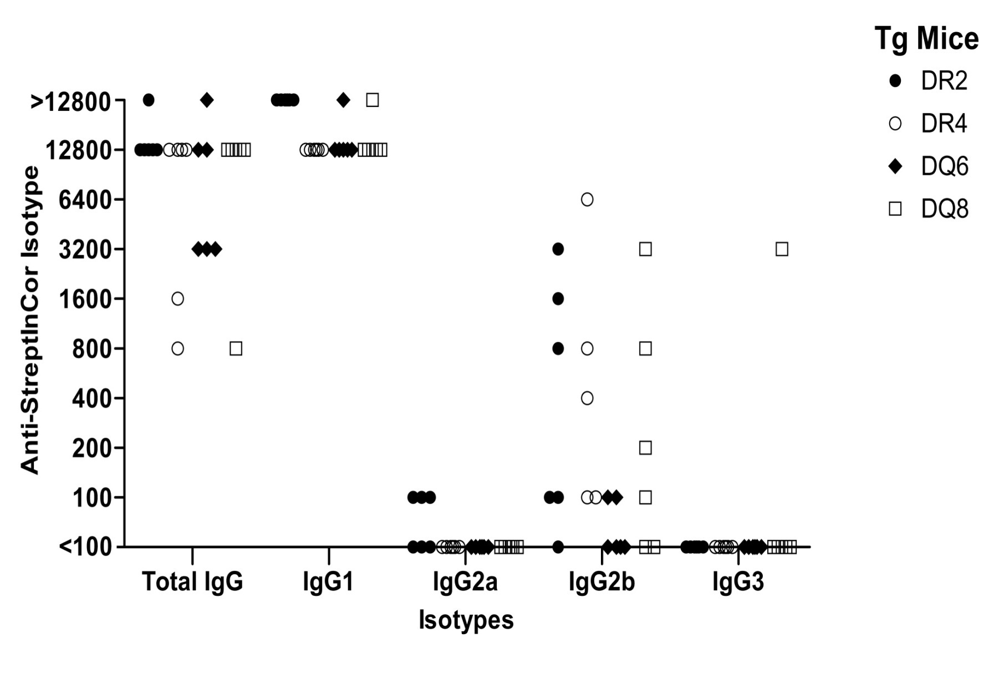 Tg Mice
DR2
DR4
DQ6
DQ8
Anti-StreptInCor Isotype
>12800
12800
6400
3200
1600
800
400
200
100
<100
Total IgG
IgG1
IgG2a
IgG2b
IgG3
Isotypes